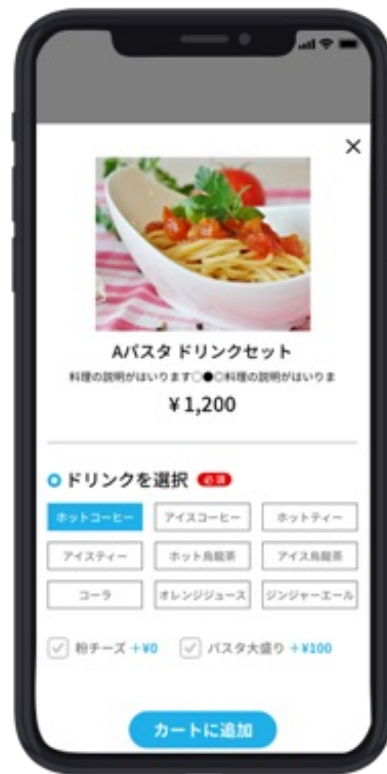 Aパスタ ドリンクセット
料理の説明がはいります○●○料理の説明がはいりま
¥1,200
ドリンクを選択 必須
ホットコーヒー アイスコーヒー ホットティー
アイスティー ホット烏龍茶 アイス烏龍茶
コーラ オレンジジュース ジンジャーエール
粉チーズ +¥0 パスタ大盛り +¥100
カートに追加